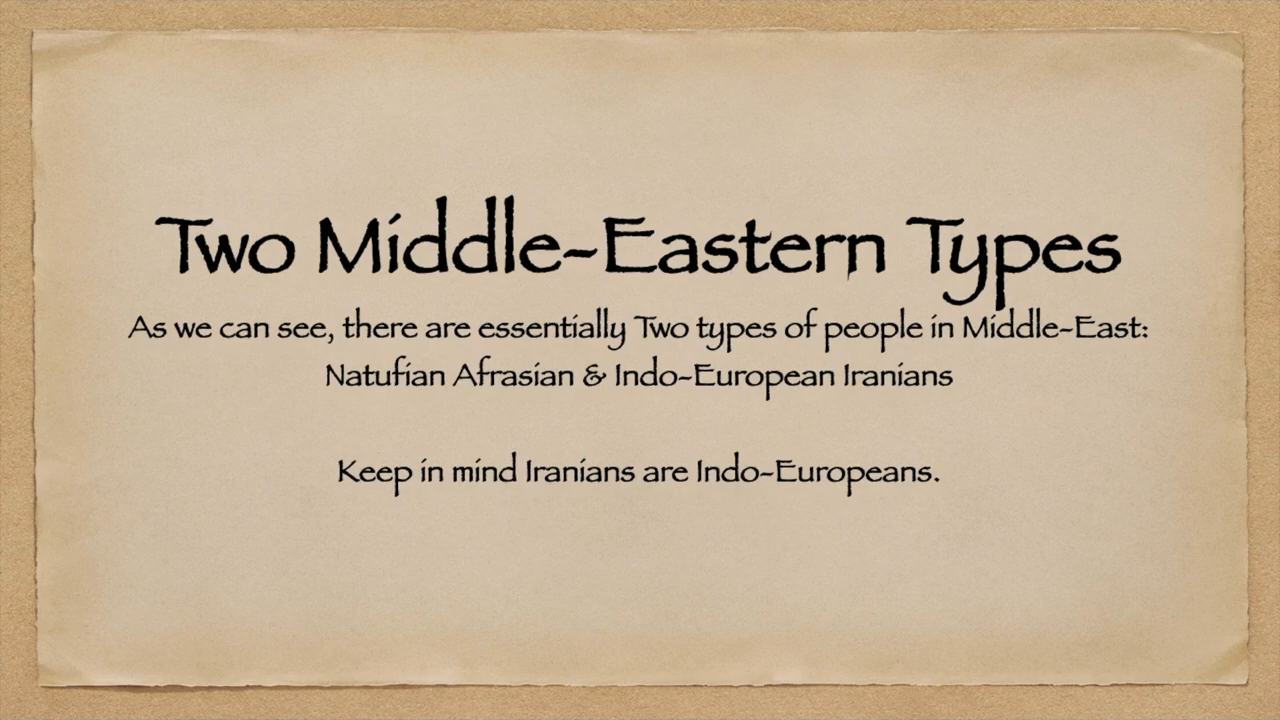 Two Middle-Eastern Types
As we can see, there are essentially Two types of people in Middle-East:
Natufian Afrasian & Indo-European Iranians
Keep in mind Iranians are Indo-Europeans.